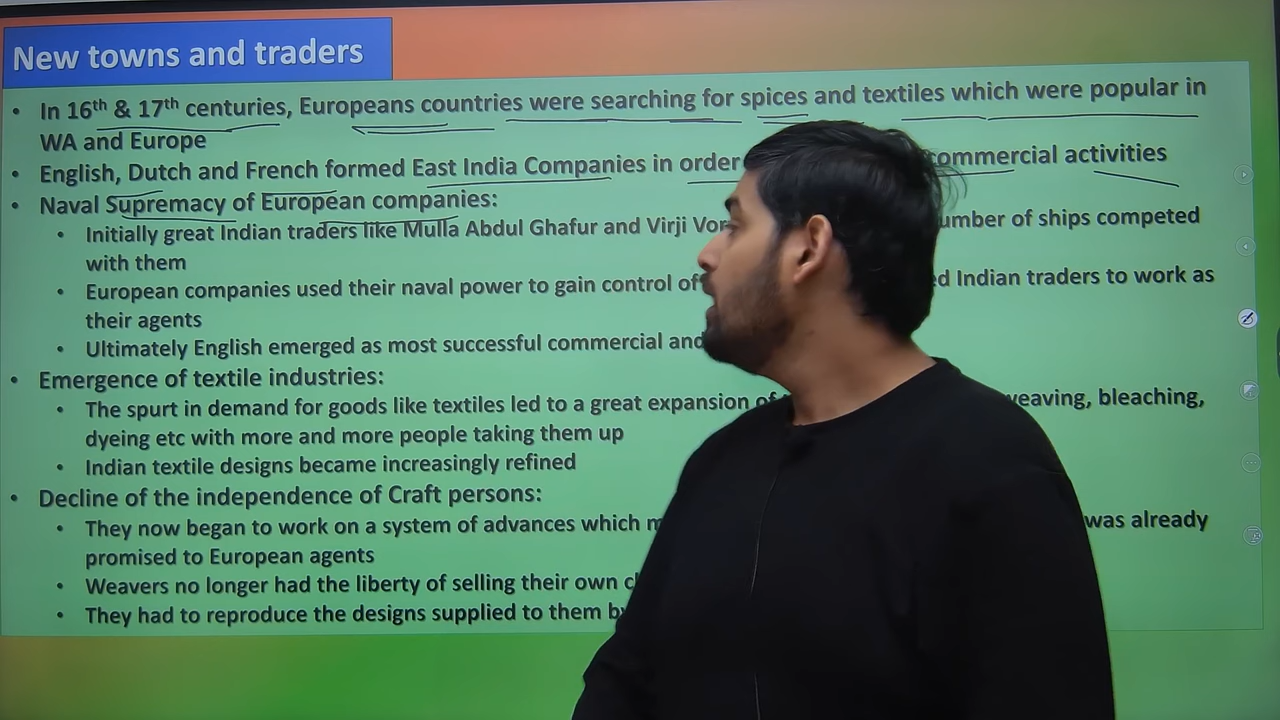 New towns and traders
• In 16th & 17th centuries, Europeans countries were searching for spices and textiles which were popular in
WA and Europe
• English, Dutch and French formed East India Companies in order commercial activities
• Naval Supremacy of European companies:
• Initially great Indian traders like Mulla Abdul Ghafur and Virji of ships competed
with them
• European companies used their naval power to gain control Indian traders to work as
their agents
• Ultimately English emerged as most successful commercial
• Emergence of textile industries:
• The spurt in demand for goods like textiles led to a great expansion weaving, bleaching,
dyeing etc with more and more people taking them up
• Indian textile designs became increasingly refined
• Decline of the independence of Craft persons:
• They now began to work on a system of advances which was already
promised to European agents
• Weavers no longer had the liberty of selling their own
• They had to reproduce the designs supplied to them